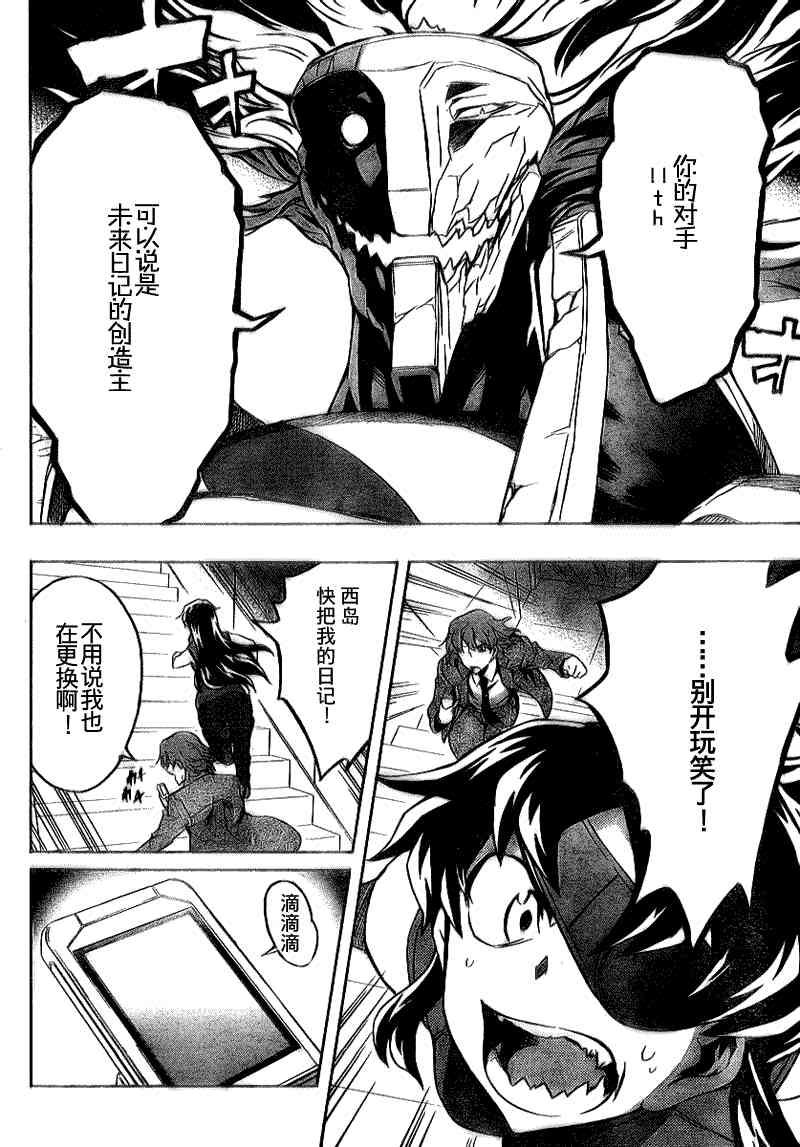 你的对手
11th
可以说是
未来日记的创造主
……别开玩笑了！
西岛
快把我的日记！
不用说我也
在更换啊！
滴滴滴